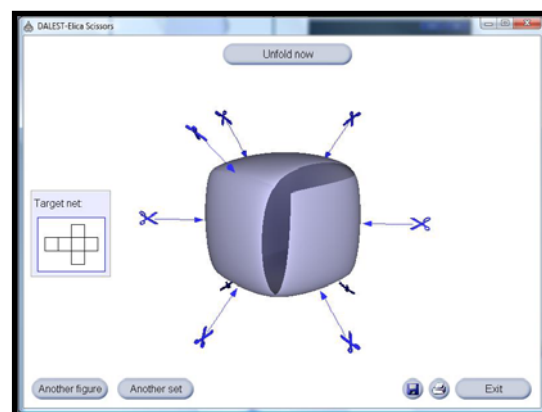 DALEST-Elica Scissors
Unfold now
Target net:
Another figure
Another set
Exit